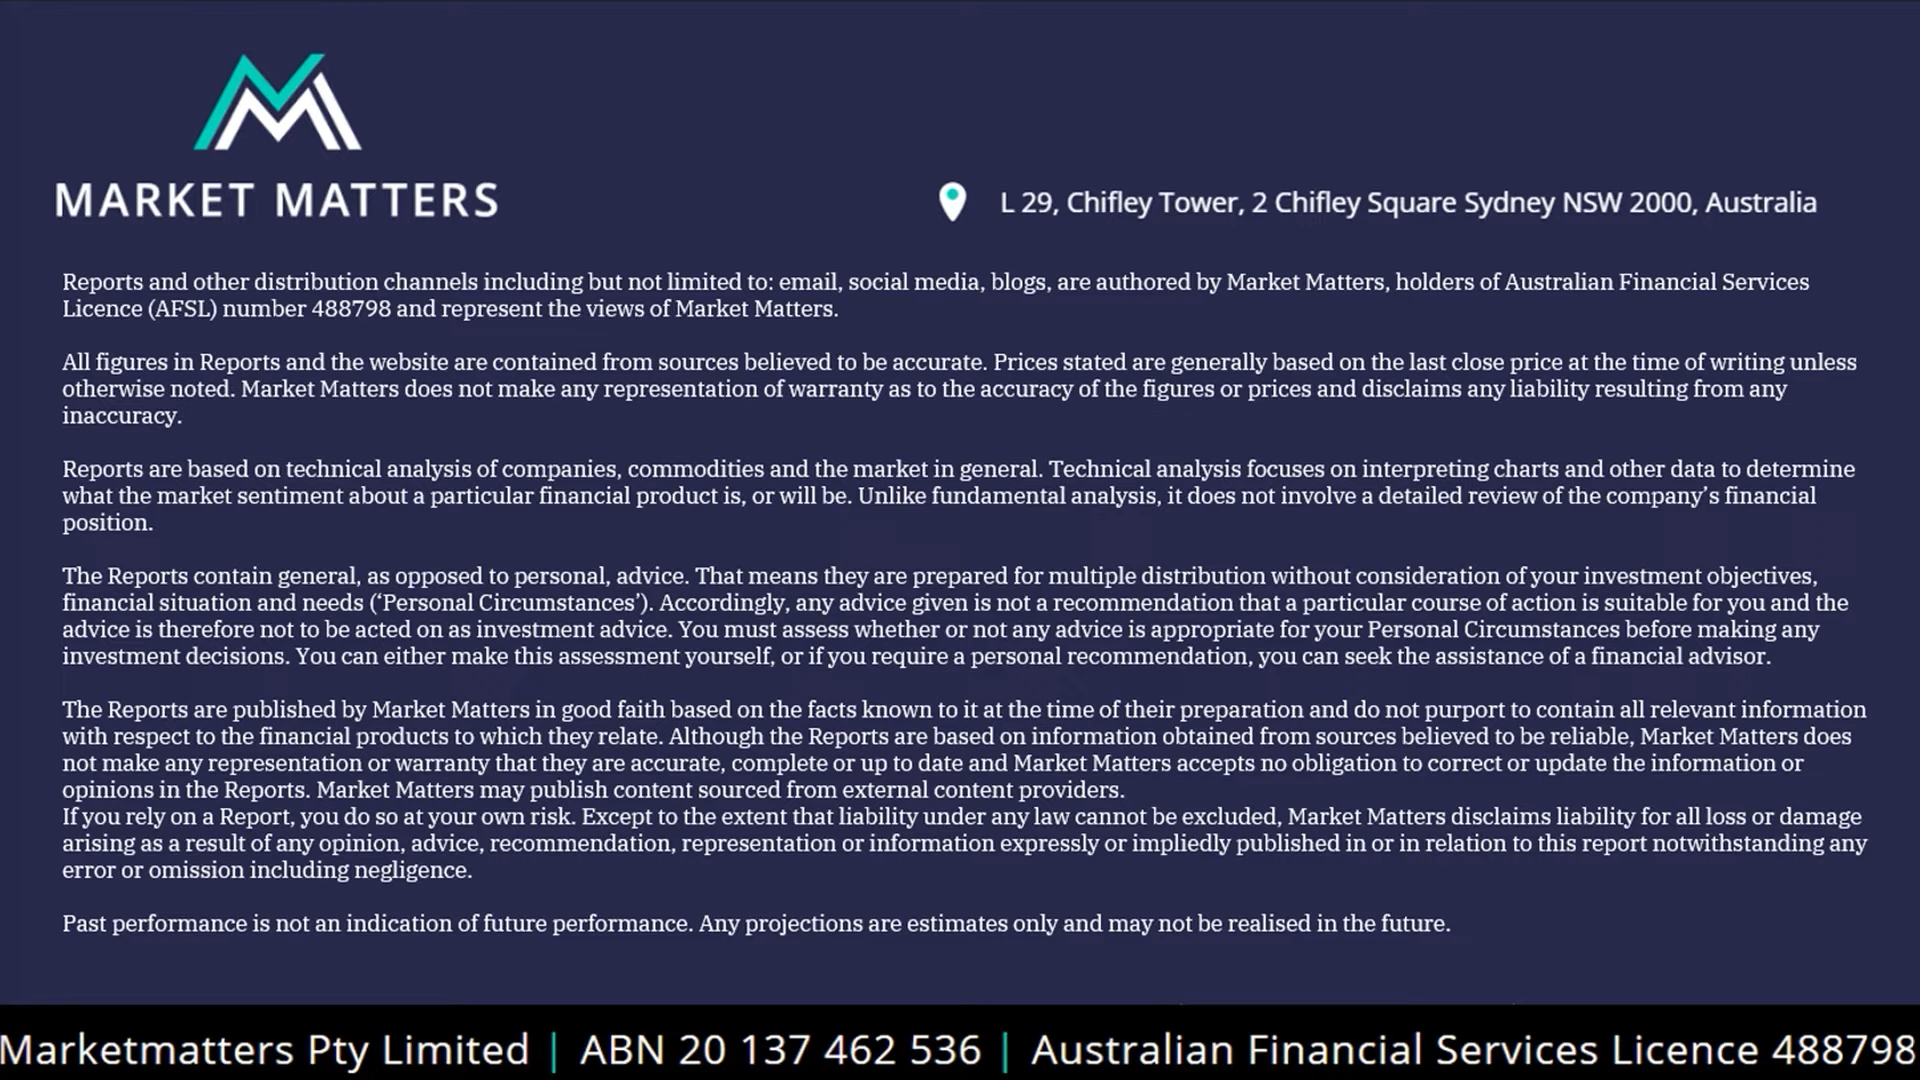 MARKET MATTERS
L 29, Chifley Tower, 2 Chifley Square Sydney NSW 2000, Australia
Reports and other distribution channels including but not limited to: email, social media, blogs, are authored by Market Matters, holders of Australian Financial Services
Licence (AFSL) number 488798 and represent the views of Market Matters.
All figures in Reports and the website are contained from sources believed to be accurate. Prices stated are generally based on the last close price at the time of writing unless
otherwise noted. Market Matters does not make any representation of warranty as to the accuracy of the figures or prices and disclaims any liability resulting from any
inaccuracy.
Reports are based on technical analysis of companies, commodities and the market in general. Technical analysis focuses on interpreting charts and other data to determine
what the market sentiment about a particular financial product is, or will be. Unlike fundamental analysis, it does not involve a detailed review of the company’s financial
position.
The Reports contain general, as opposed to personal, advice. That means they are prepared for multiple distribution without consideration of your investment objectives,
financial situation and needs (‘Personal Circumstances’). Accordingly, any advice given is not a recommendation that a particular course of action is suitable for you and the
advice is therefore not to be acted on as investment advice. You must assess whether or not any advice is appropriate for your Personal Circumstances before making any
investment decisions. You can either make this assessment yourself, or if you require a personal recommendation, you can seek the assistance of a financial advisor.
The Reports are published by Market Matters in good faith based on the facts known to it at the time of their preparation and do not purport to contain all relevant information
with respect to the financial products to which they relate. Although the Reports are based on information obtained from sources believed to be reliable, Market Matters does
not make any representation or warranty that they are accurate, complete or up to date and Market Matters accepts no obligation to correct or update the information or
opinions in the Reports. Market Matters may publish content sourced from external content providers.
If you rely on a Report, you do so at your own risk. Except to the extent that liability under any law cannot be excluded, Market Matters disclaims liability for all loss or damage
arising as a result of any opinion, advice, recommendation, representation or information expressly or impliedly published in or in relation to this report notwithstanding any
error or omission including negligence.
Past performance is not an indication of future performance. Any projections are estimates only and may not be realised in the future.
Marketmatters Pty Limited | ABN 20 137 462 536 | Australian Financial Services Licence 488798